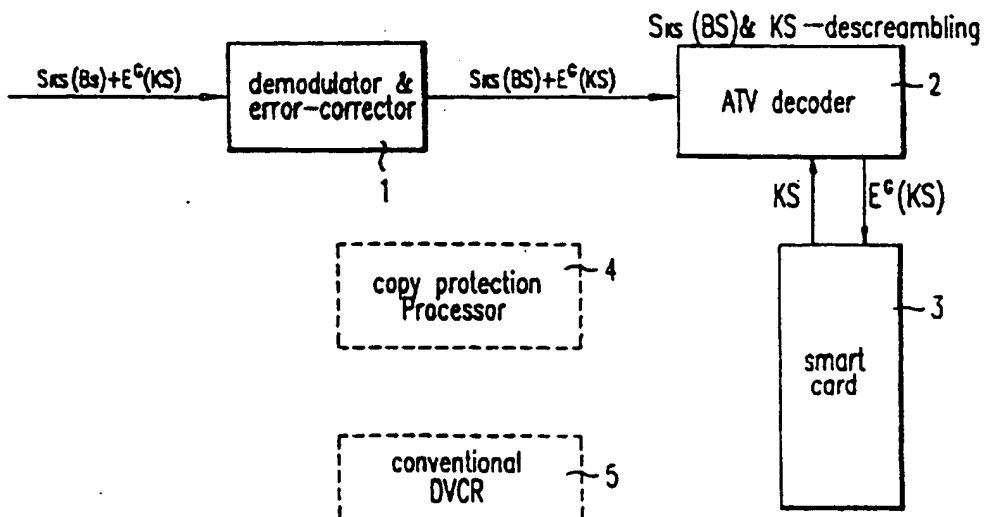 SKS(BS)& KS-descreambling
SKS(BS)+E^G(KS)
demodulator &
error-corrector
1
SKS(BS)+E^G(KS)
ATV decoder
2
KS
E^G(KS)
copy protection
Processor
4
smart
card
3
conventional
DVCR
5